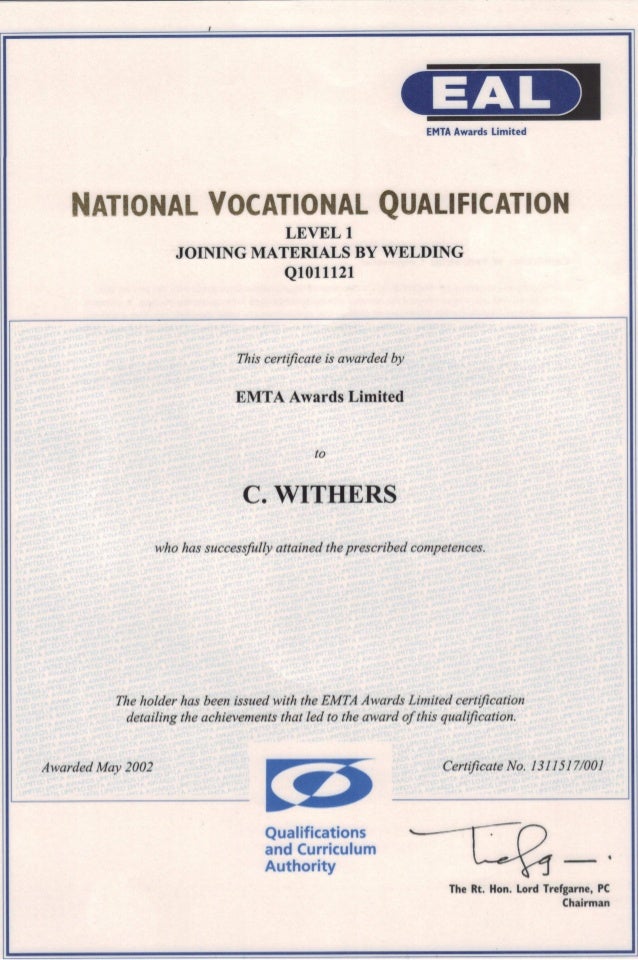 EAL
EMTA Awards Limited
NATIONAL VOCATIONAL QUALIFICATION
LEVEL 1
JOINING MATERIALS BY WELDING
Q1011121
This certificate is awarded by
EMTA Awards Limited
to
C. WITHERS
who has successfully attained the prescribed competences.
The holder has been issued with the EMTA Awards Limited certification
detailing the achievements that led to the award of this qualification.
Awarded May 2002
Certificate No. 1311517/001
Qualifications
and Curriculum
Authority
The Rt. Hon. Lord Trefgarne, PC
Chairman